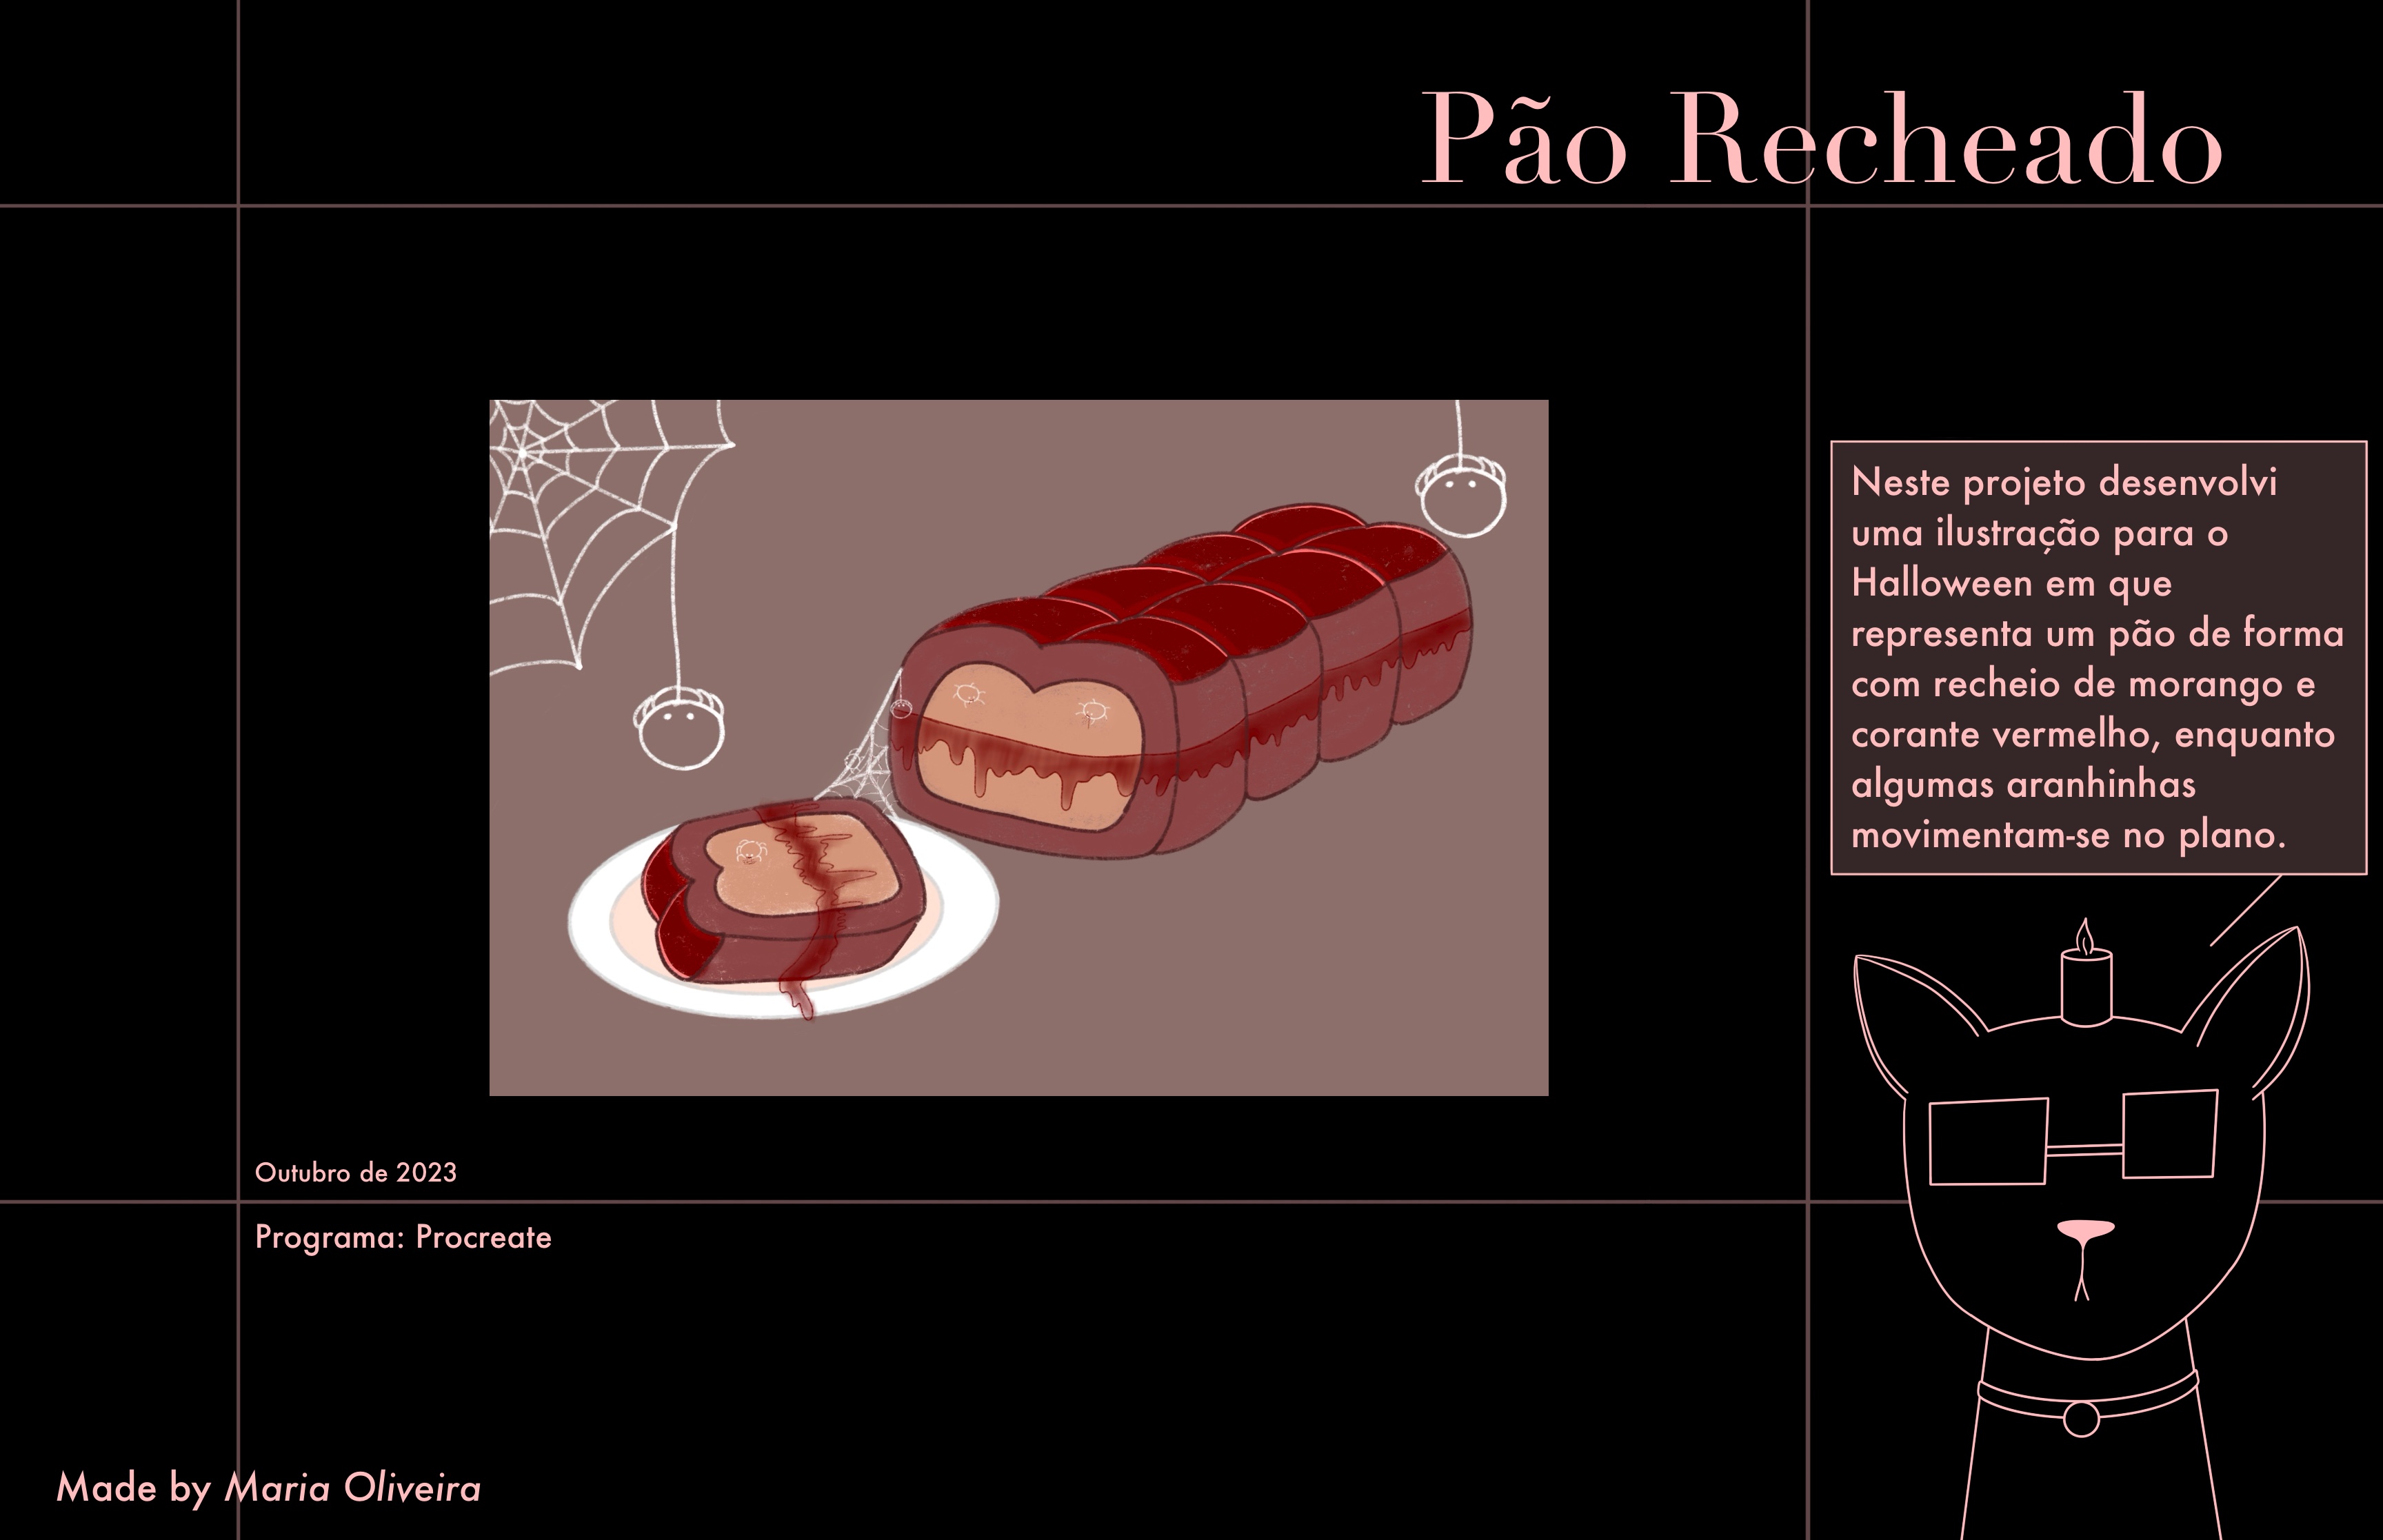 Pão Recheado
Neste projeto desenvolvi
uma ilustração para o
Halloween em que
representa um pão de forma
com recheio de morango e
corante vermelho, enquanto
algumas aranhinhas
movimentam-se no plano.
Outubro de 2023
Programa: Procreate
Made by Maria Oliveira